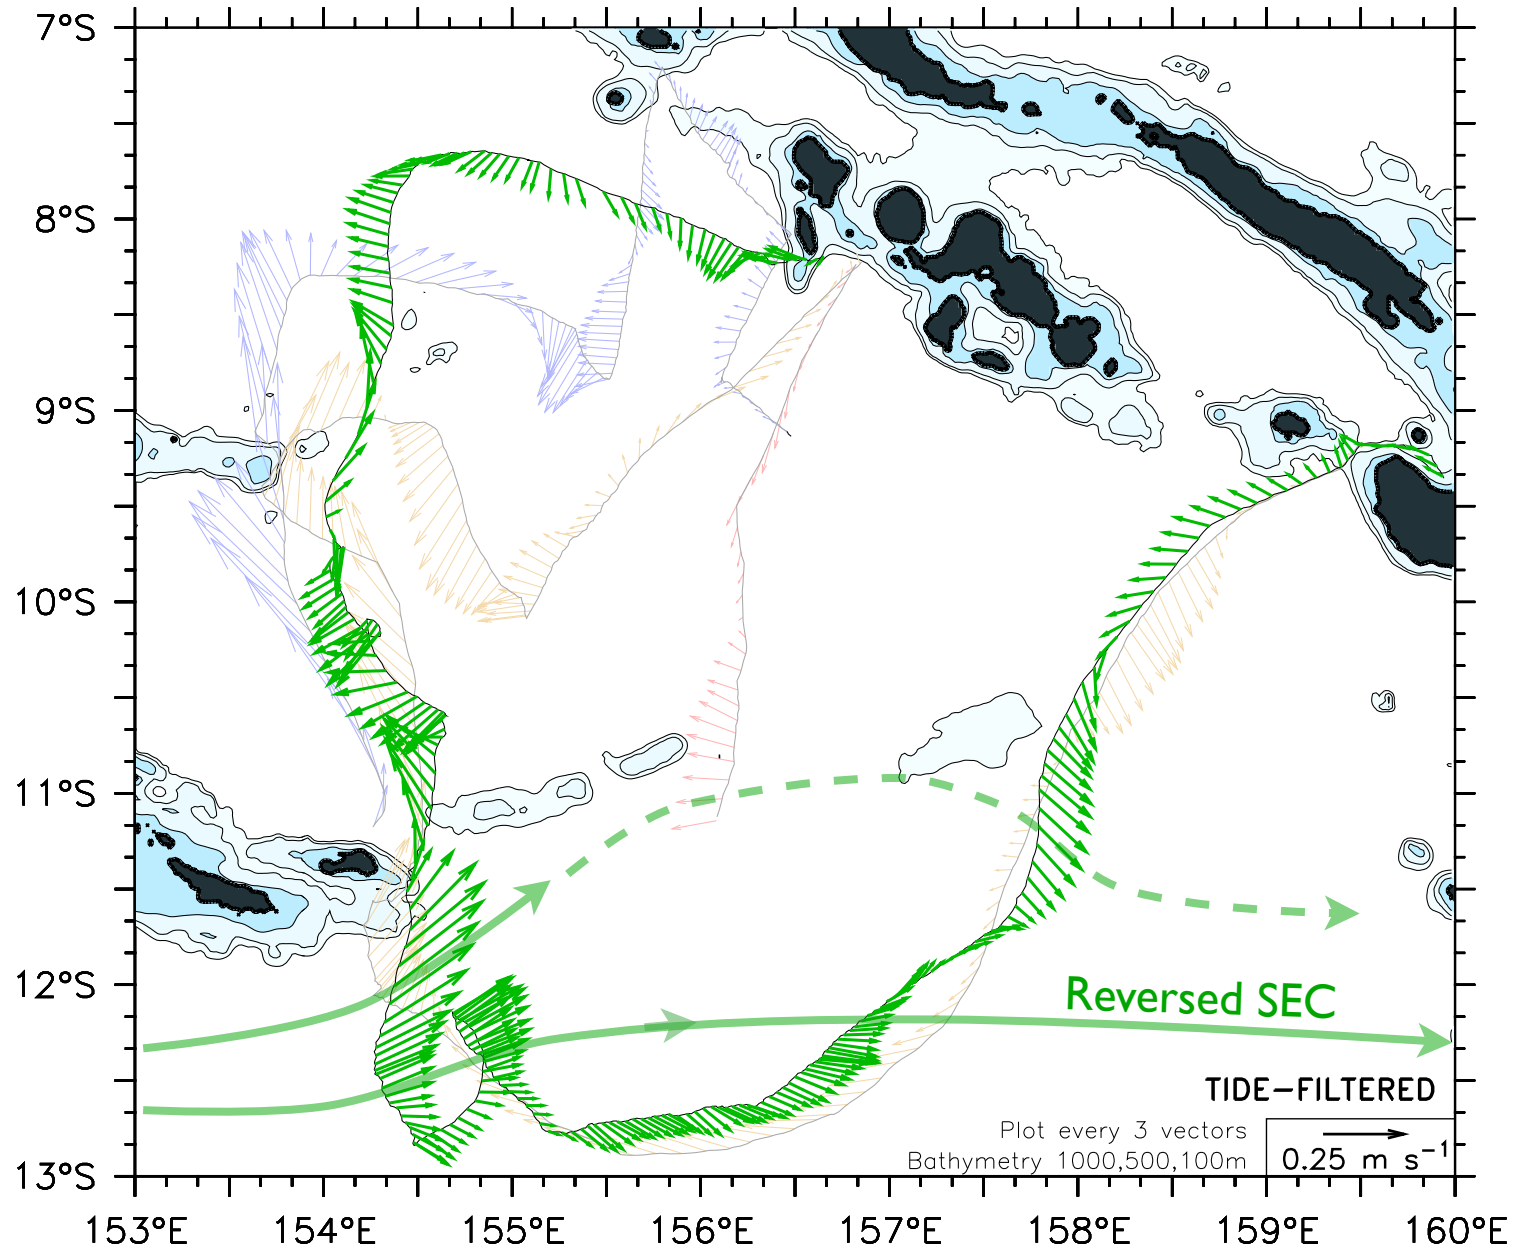 7°S
8°S
9°S
10°S
11°S
12°S
13°S
Reversed SEC
TIDE-FILTERED
Plot every 3 vectors
Bathymetry 1000,500,100m
0.25 m s⁻¹
153°E 154°E 155°E 156°E 157°E 158°E 159°E 160°E